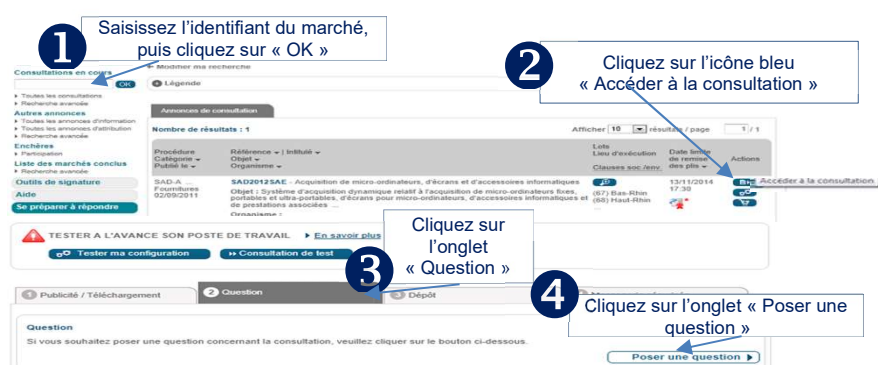 1
Saisissez l'identifiant du marché,
puis cliquez sur « OK »
2
Cliquez sur l'icône bleu
« Accéder à la consultation »
Consultations en cours
OK
Toutes les consultations
Recherche avancée
Autres annonces
Toutes les annonces d'information
Toutes les annonces d'attribution
Recherche avancée
Enchères
Participation
Liste des marchés conclus
Recherche avancée
Outils de signature
Aide
Se préparer à répondre
Modifier ma recherche
Légende
Annonces de consultation
Nombre de résultats : 1
Afficher 10 résultats / page 1 / 1
Procédure
Catégorie
Publié le
Référence | Intitulé
Objet
Organisme
Lots
Lieu d'exécution
Clauses soc./env.
Date limite
de remise
des plis
Actions
SAD-A ...
Fournitures
02/09/2011
SAD2012SAE - Acquisition de micro-ordinateurs, d'écrans et d'accessoires informatiques
Objet : Système d'acquisition dynamique relatif à l'acquisition de micro-ordinateurs fixes,
portables et ultra-portables, d'écrans pour micro-ordinateurs, d'accessoires informatiques et
de prestations associées ...
Organisme :
(67) Bas-Rhin
(68) Haut-Rhin
...
13/11/2014
17:30
Accéder à la consultation
TESTER A L'AVANCE SON POSTE DE TRAVAIL En savoir plus
Tester ma configuration
Consultation de test
3
Cliquez sur
l'onglet
« Question »
1 Publicité / Téléchargement
2 Question
3 Dépôt
4
Cliquez sur l'onglet « Poser une
question »
Question
Si vous souhaitez poser une question concernant la consultation, veuillez cliquer sur le bouton ci-dessous.
Poser une question